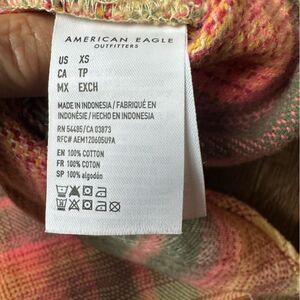 AMERICAN EAGLE
OUTFITTERS
US XS
CA TP
MX EXCH
MADE IN INDONESIA / FABRIQUÉ EN
INDONÉSIE / HECHO EN INDONESIA
RN 54485 / CA 03873
RFC# AEM120605U9A
EN 100% COTTON
FR 100% COTON
SP 100% algodón